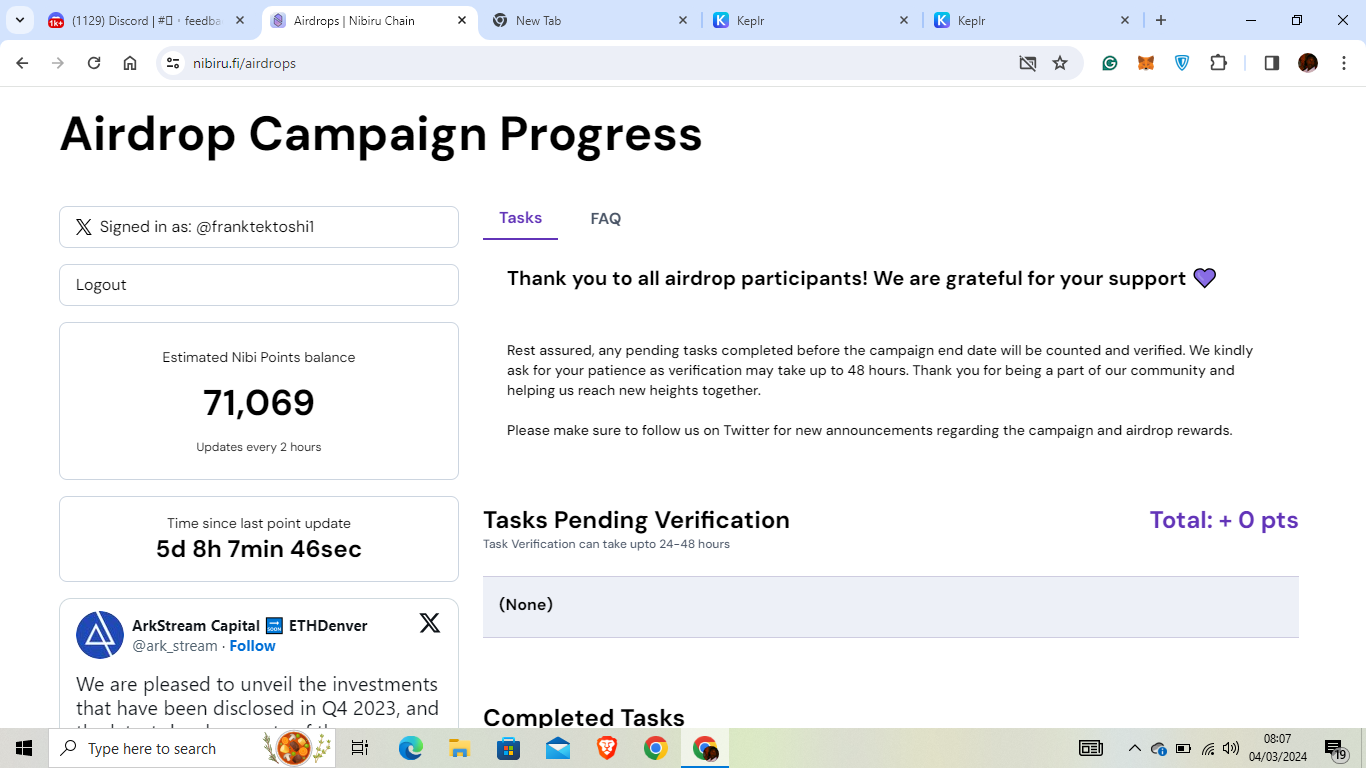 (1129) Discord | # · feedba
Airdrops | Nibiru Chain
New Tab
Keplr
Keplr
nibiru.fi/airdrops
Airdrop Campaign Progress
Signed in as: @franktektoshi1
Logout
Estimated Nibi Points balance
71,069
Updates every 2 hours
Time since last point update
5d 8h 7min 46sec
ArkStream Capital 🔜 ETHDenver
@ark_stream · Follow
We are pleased to unveil the investments
that have been disclosed in Q4 2023, and
Tasks
FAQ
Thank you to all airdrop participants! We are grateful for your support 💜
Rest assured, any pending tasks completed before the campaign end date will be counted and verified. We kindly
ask for your patience as verification may take up to 48 hours. Thank you for being a part of our community and
helping us reach new heights together.
Please make sure to follow us on Twitter for new announcements regarding the campaign and airdrop rewards.
Tasks Pending Verification
Total: + 0 pts
Task Verification can take upto 24-48 hours
(None)
Completed Tasks
Type here to search
08:07
04/03/2024
19